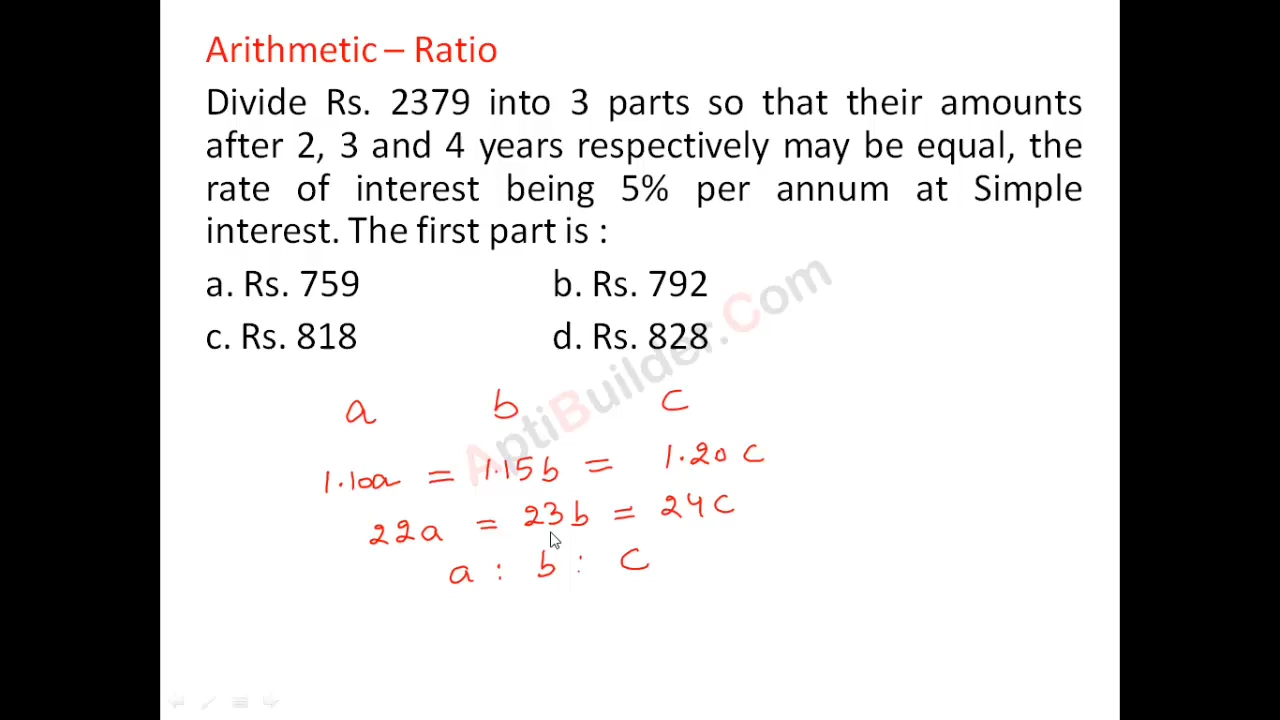 Arithmetic – Ratio
Divide Rs. 2379 into 3 parts so that their amounts
after 2, 3 and 4 years respectively may be equal, the
rate of interest being 5% per annum at Simple
interest. The first part is :
a. Rs. 759 b. Rs. 792
c. Rs. 818 d. Rs. 828
AptiBuilder.Com
a b c
1.10a = 1.15b = 1.20c
22a = 23b = 24c
a : b : c